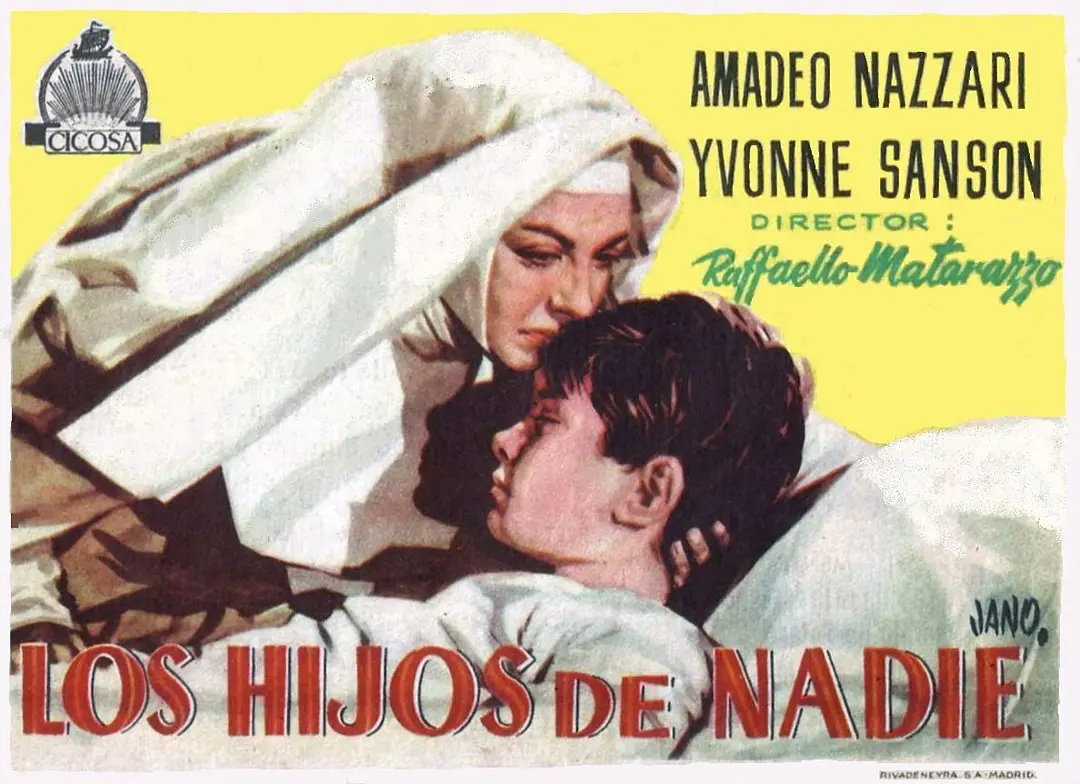 CICOSA
AMADEO NAZZARI
YVONNE SANSON
DIRECTOR :
Raffaello Matarazzo
JANO.
LOS HIJOS DE NADIE
RIVADENEYRA S A - MADRID.